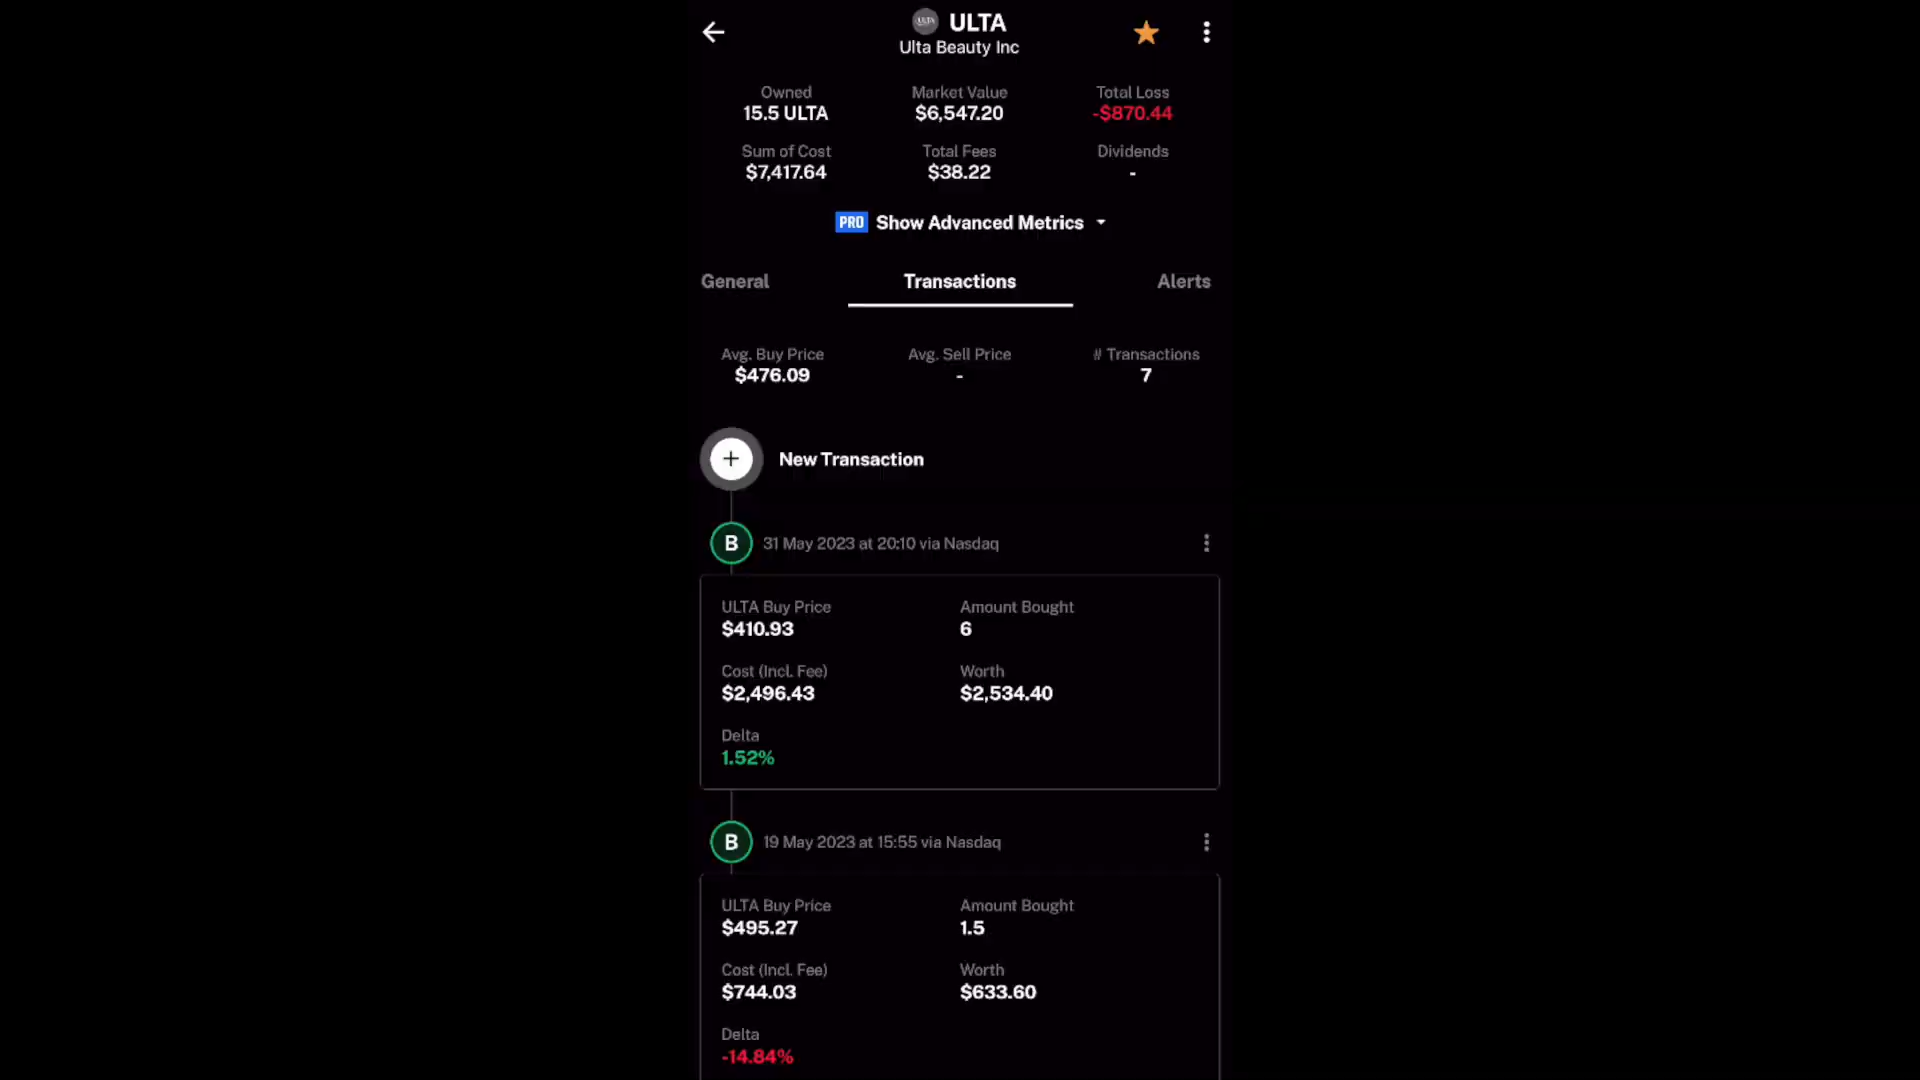 ULTA
Ulta Beauty Inc
Owned Market Value Total Loss
15.5 ULTA $6,547.20 -$870.44
Sum of Cost Total Fees Dividends
$7,417.64 $38.22 -
PRO Show Advanced Metrics
General Transactions Alerts
Avg. Buy Price Avg. Sell Price # Transactions
$476.09 - 7
+ New Transaction
B 31 May 2023 at 20:10 via Nasdaq
ULTA Buy Price Amount Bought
$410.93 6
Cost (Incl. Fee) Worth
$2,496.43 $2,534.40
Delta
1.52%
B 19 May 2023 at 15:55 via Nasdaq
ULTA Buy Price Amount Bought
$495.27 1.5
Cost (Incl. Fee) Worth
$744.03 $633.60
Delta
-14.84%